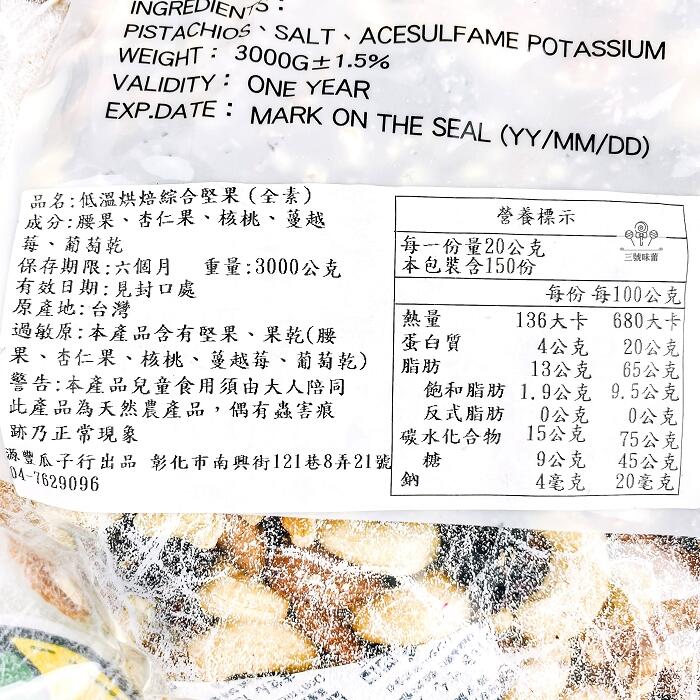 INGREDIENTS：
PISTACHIOS、SALT、ACESULFAME POTASSIUM
WEIGHT： 3000G±1.5%
VALIDITY： ONE YEAR
EXP.DATE： MARK ON THE SEAL (YY/MM/DD)
品名:低溫烘焙綜合堅果(全素)
成分:腰果、杏仁果、核桃、蔓越
莓、葡萄乾
保存期限:六個月 重量:3000公克
有效日期:見封口處
原產地:台灣
過敏原:本產品含有堅果、果乾(腰
果、杏仁果、核桃、蔓越莓、葡萄乾)
警告:本產品兒童食用須由大人陪同
此產品為天然農產品，偶有蟲害痕
跡乃正常現象
源豐瓜子行出品 彰化市南興街121巷8弄21號
04-7629096
營養標示
三號味蕾
每一份量20公克
本包裝含150份
每份 每100公克
熱量 136大卡 680大卡
蛋白質 4公克 20公克
脂肪 13公克 65公克
飽和脂肪 1.9公克 9.5公克
反式脂肪 0公克 0公克
碳水化合物 15公克 75公克
糖 9公克 45公克
鈉 4毫克 20毫克